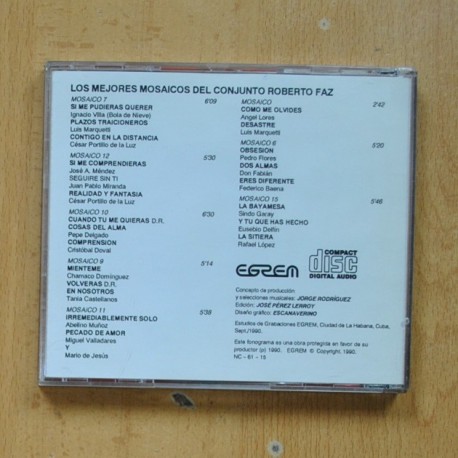 LOS MEJORES MOSAICOS DEL CONJUNTO ROBERTO FAZ
MOSAICO 7 6'09
SI ME PUDIERAS QUERER
Ignacio Villa (Bola de Nieve)
PLAZOS TRAICIONEROS
Luis Marquetti
CONTIGO EN LA DISTANCIA
César Portillo de la Luz
MOSAICO 12 5'30
SI ME COMPRENDIERAS
José A. Méndez
SEGUIRE SIN TI
Juan Pablo Miranda
REALIDAD Y FANTASIA
César Portillo de la Luz
MOSAICO 10 6'30
CUANDO TU ME QUIERAS D.R.
COSAS DEL ALMA
Pepe Delgado
COMPRENSION
Cristóbal Doval
MOSAICO 9 5'14
MIENTEME
Chamaco Domínguez
VOLVERAS D.R.
EN NOSOTROS
Tania Castellanos
MOSAICO 11 5'39
IRREMEDIABLEMENTE SOLO
Abelino Muñoz
PECADO DE AMOR
Miguel Valladares
Y
Mario de Jesús
MOSAICO 2'42
COMO ME OLVIDES
Angel Lores
DESASTRE
Luis Marquetti
MOSAICO 6 5'20
OBSESION
Pedro Flores
DOS ALMAS
Don Fabián
ERES DIFERENTE
Federico Baena
MOSAICO 15 5'46
LA BAYAMESA
Sindo Garay
Y TU QUE HAS HECHO
Eusebio Delfín
LA SITIERA
Rafael López
EGREM
COMPACT
disc
DIGITAL AUDIO
Concepto de producción
y selecciones musicales: JORGE RODRÍGUEZ
Edición: JOSÉ PÉREZ LERROY
Diseño gráfico: ESCANAVERINO
Estudios de Grabaciones EGREM, Ciudad de La Habana, Cuba,
Sept./1990.
Este fonograma es una obra protegida en favor de su
productor (p) 1990. EGREM © Copyright, 1990.
NC - 61 - 13